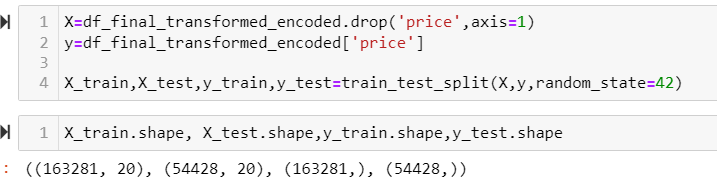 1 X=df_final_transformed_encoded.drop('price',axis=1)
2 y=df_final_transformed_encoded['price']
3
4 X_train,X_test,y_train,y_test=train_test_split(X,y,random_state=42)
1 X_train.shape, X_test.shape,y_train.shape,y_test.shape
: ((163281, 20), (54428, 20), (163281,), (54428,))